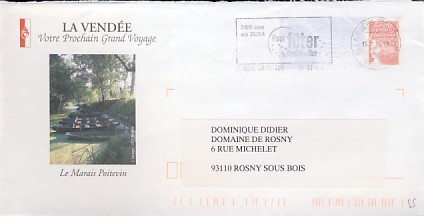 LA VENDÉE
Votre Prochain Grand Voyage
200 ans
en 2004
fêter
DOMINIQUE DIDIER
DOMAINE DE ROSNY
6 RUE MICHELET
93110 ROSNY SOUS BOIS
Le Marais Poitevin